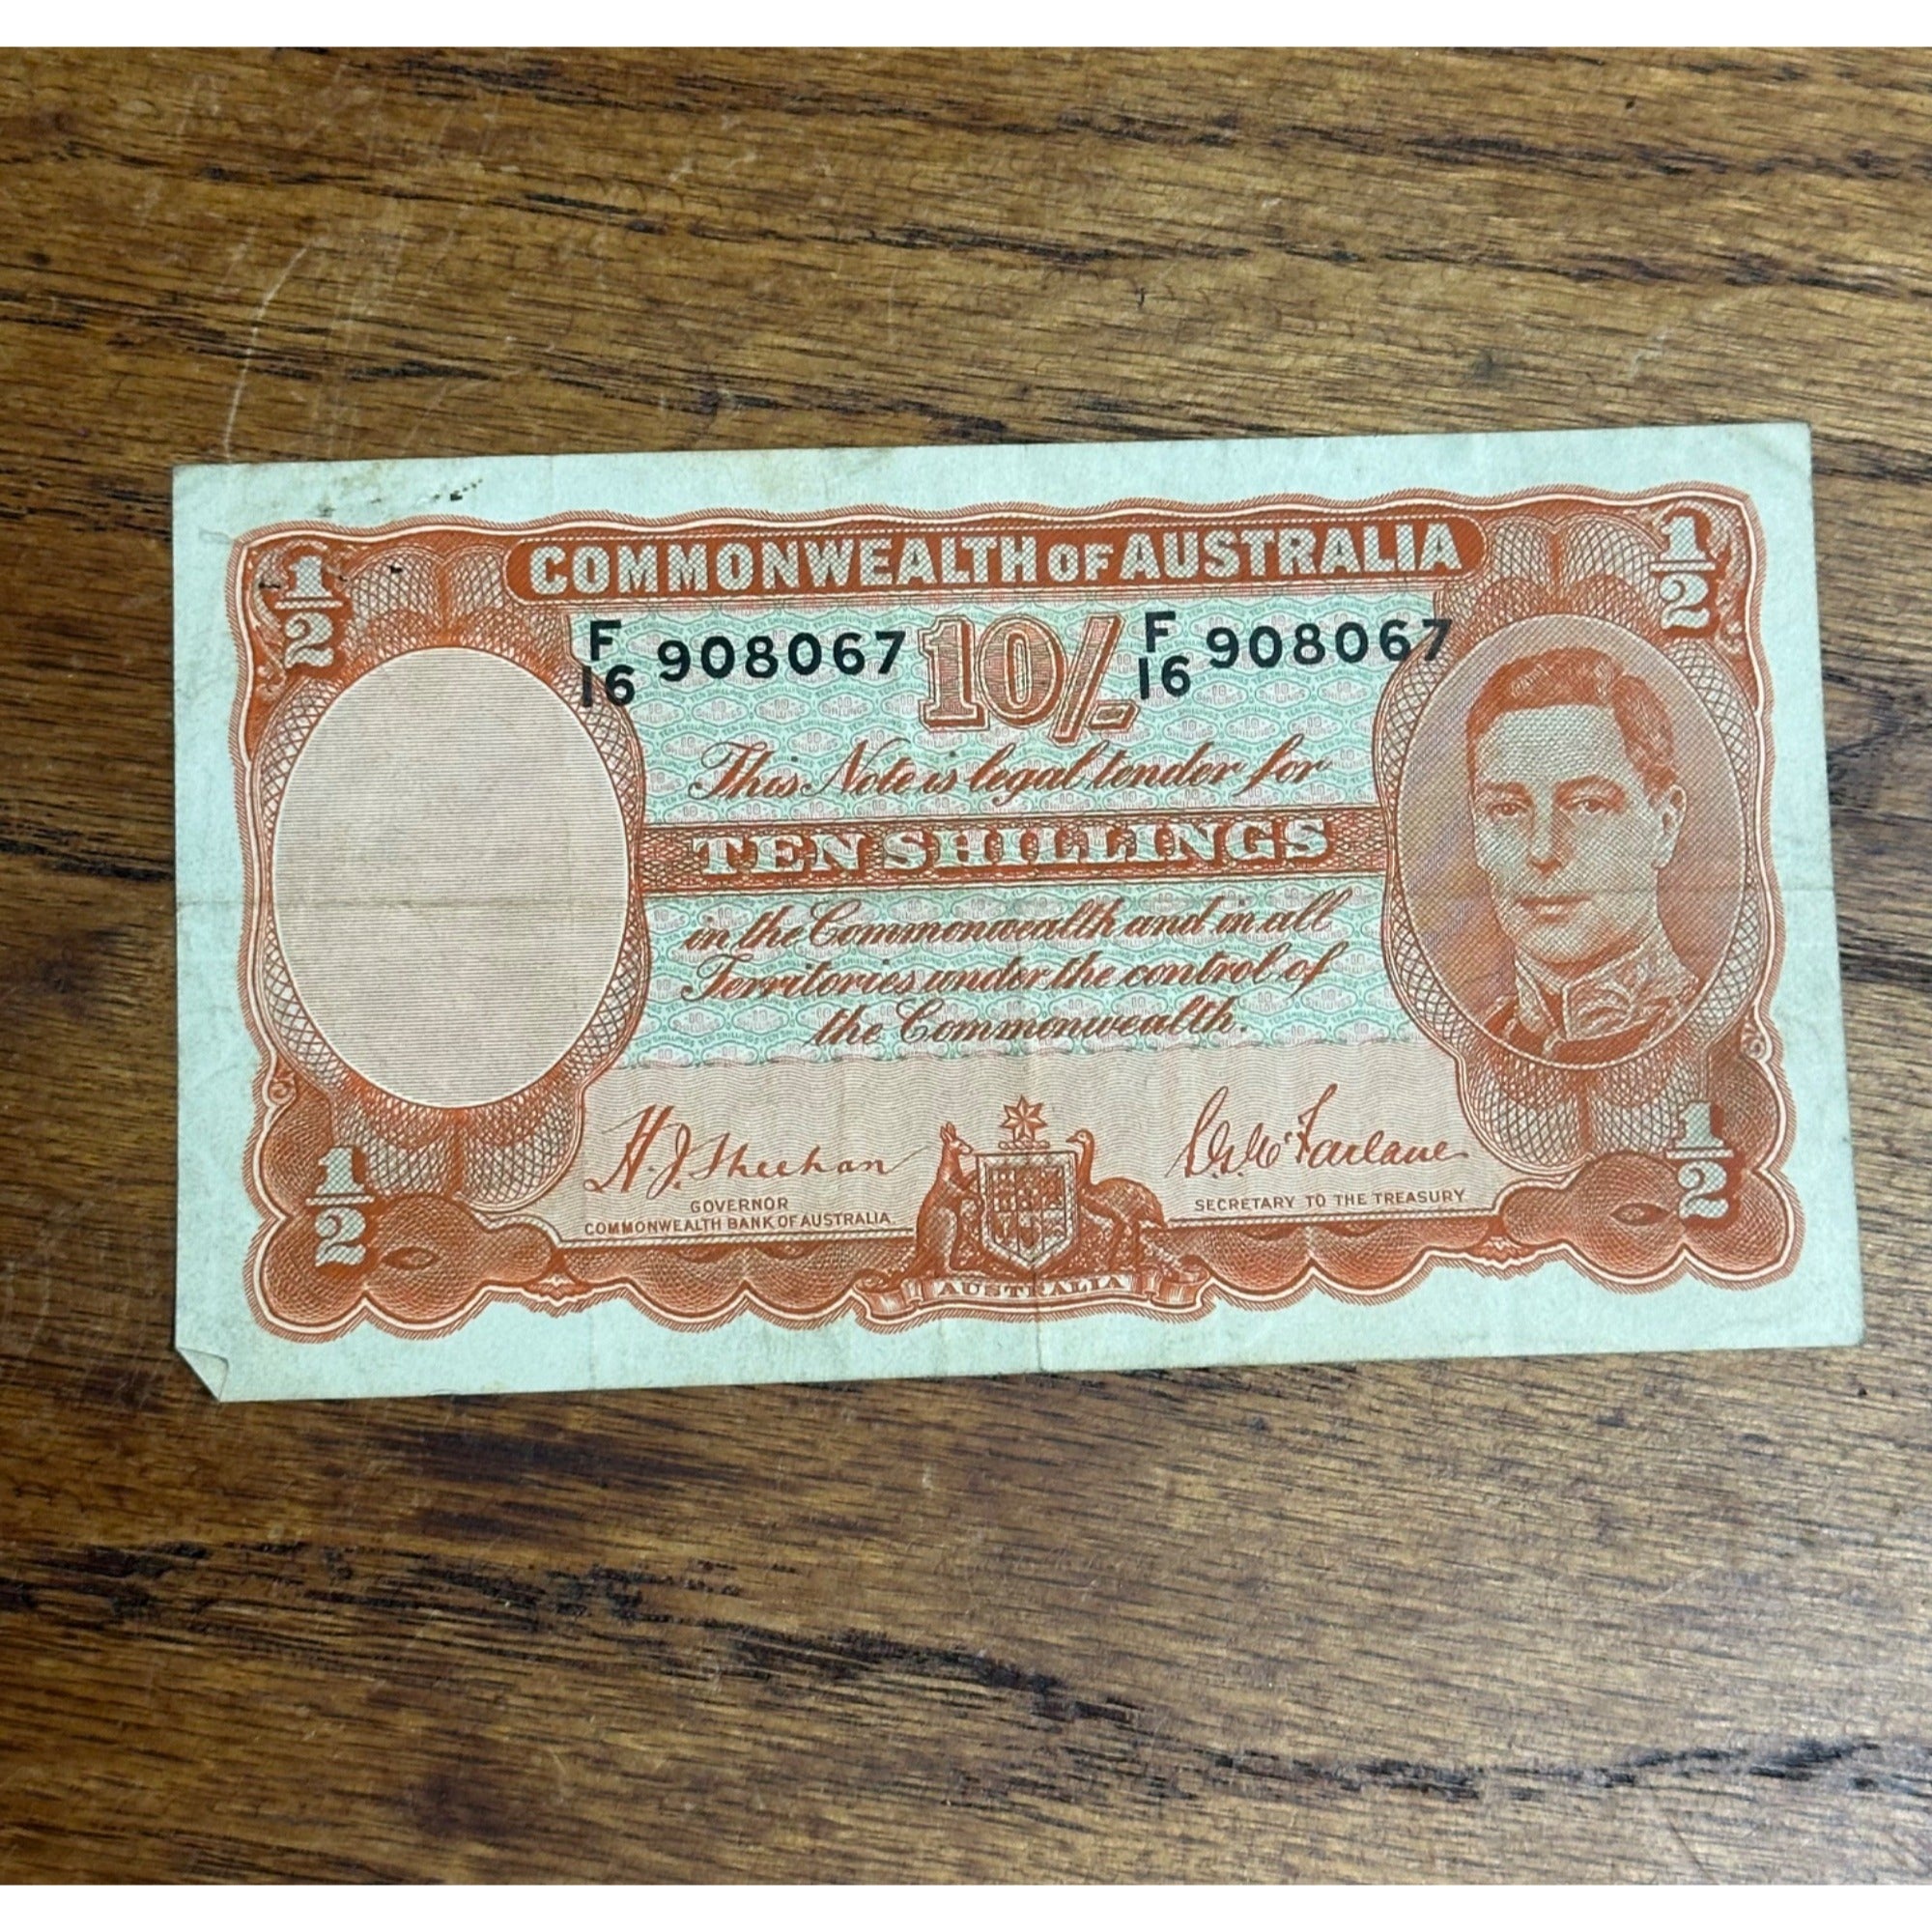 COMMONWEALTH OF AUSTRALIA
1/2 1/2
F/16 908067 10/- F/16 908067
This Note is legal tender for
TEN SHILLINGS
in the Commonwealth and in all
Territories under the control of
the Commonwealth.
H.J. Sheehan S.G. McFarlane
GOVERNOR
COMMONWEALTH BANK OF AUSTRALIA
SECRETARY TO THE TREASURY
1/2 1/2
AUSTRALIA